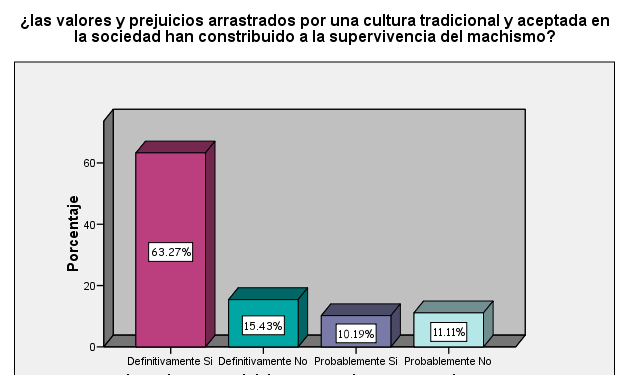 ¿las valores y prejuicios arrastrados por una cultura tradicional y aceptada en
la sociedad han constribuido a la supervivencia del machismo?
Porcentaje
60
40
20
0
63.27%
15.43%
10.19%
11.11%
Definitivamente Si Definitivamente No Probablemente Si Probablemente No